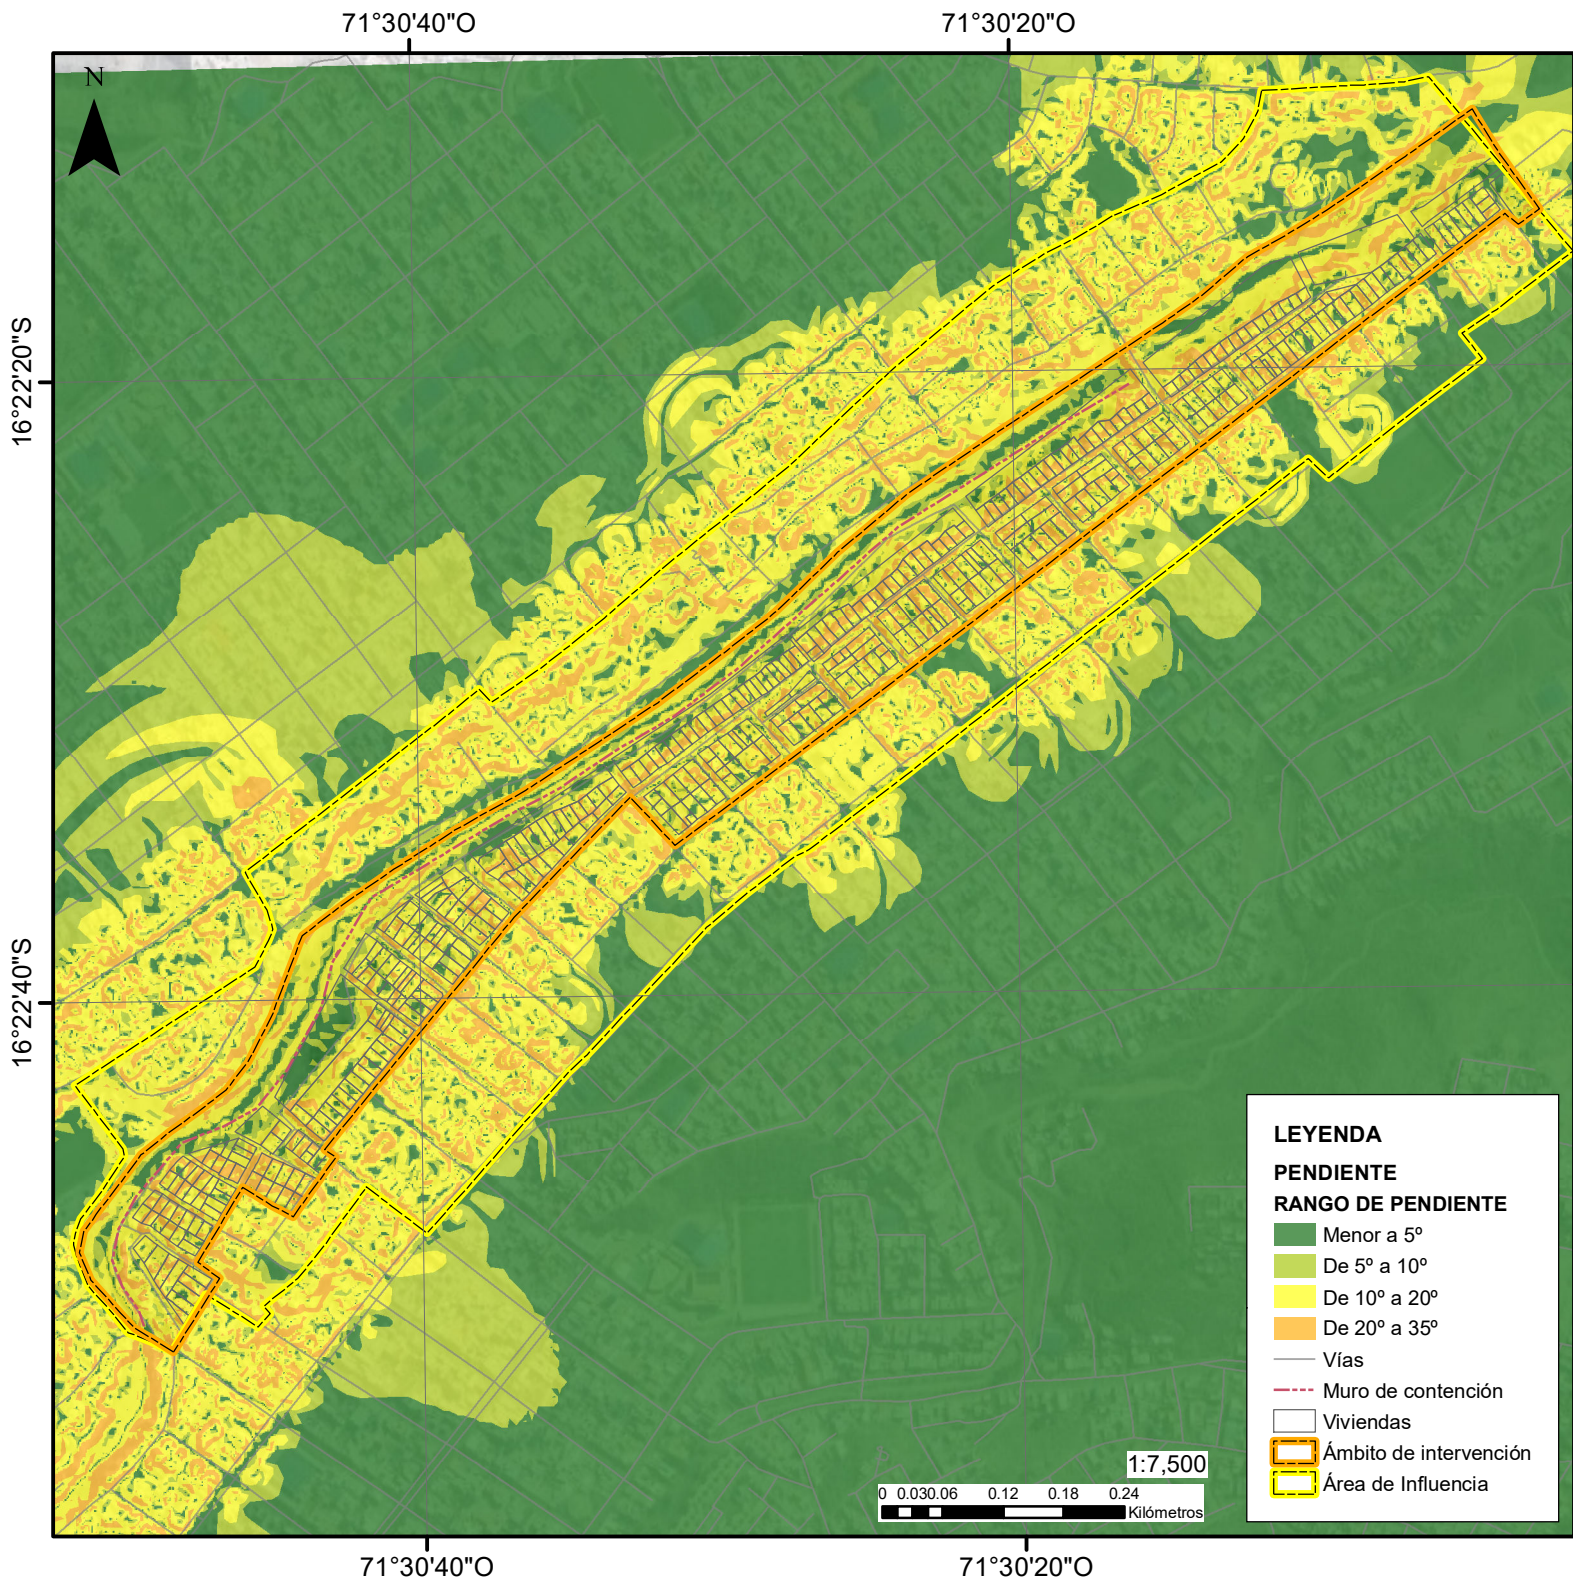 71°30'40"O
71°30'20"O
N
16°22'20"S
16°22'40"S
LEYENDA
PENDIENTE
RANGO DE PENDIENTE
Menor a 5º
De 5º a 10º
De 10º a 20º
De 20º a 35º
Vías
Muro de contención
Viviendas
Ámbito de intervención
Área de Influencia
1:7,500
0 0.030.06 0.12 0.18 0.24
Kilómetros
71°30'40"O
71°30'20"O